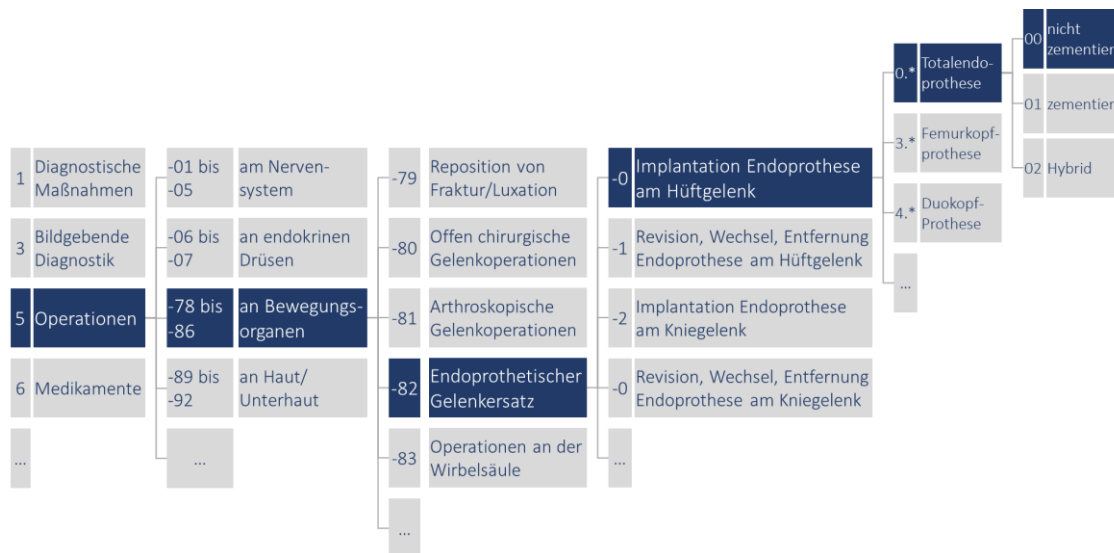 1 Diagnostische
Maßnahmen
3 Bildgebende
Diagnostik
5 Operationen
6 Medikamente
...
-01 bis
-05
am Nerven-
system
-06 bis
-07
an endokrinen
Drüsen
-78 bis
-86
an Bewegungs-
organen
-89 bis
-92
an Haut/
Unterhaut
...
-79 Reposition von
Fraktur/Luxation
-80 Offen chirurgische
Gelenkoperationen
-81 Arthroskopische
Gelenkoperationen
-82 Endoprothetischer
Gelenkersatz
-83 Operationen an der
Wirbelsäule
...
-0 Implantation Endoprothese
am Hüftgelenk
-1 Revision, Wechsel, Entfernung
Endoprothese am Hüftgelenk
-2 Implantation Endoprothese
am Kniegelenk
-0 Revision, Wechsel, Entfernung
Endoprothese am Kniegelenk
...
0.* Totalendo-
prothese
3.* Femurkopf-
prothese
4.* Duokopf-
Prothese
...
00 nicht
zementier
01 zementier
02 Hybrid